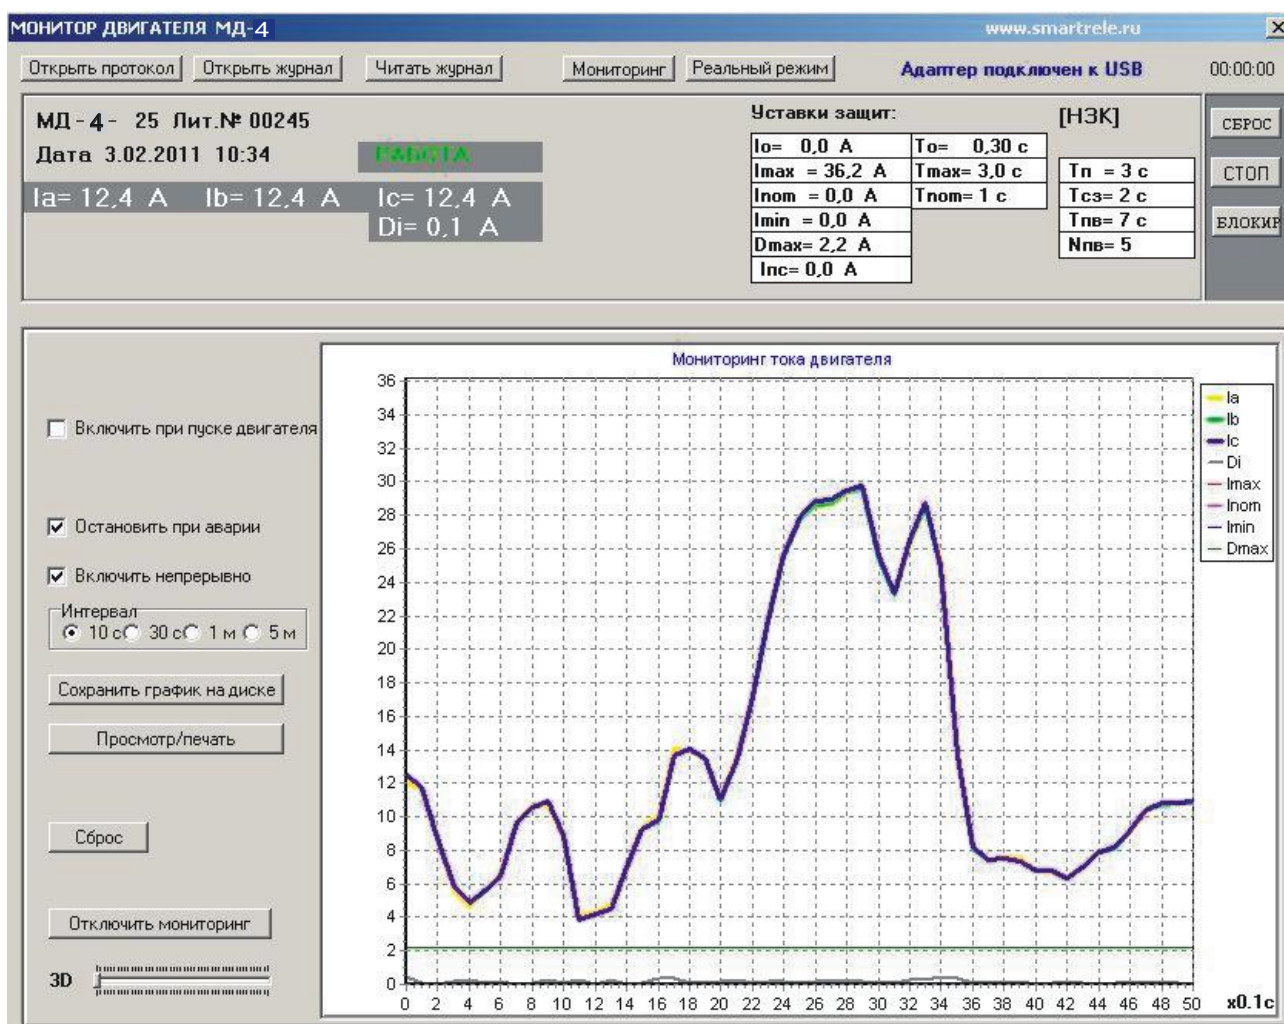 МОНИТОР ДВИГАТЕЛЯ МД-4 www.smartrele.ru
Открыть протокол Открыть журнал Читать журнал Мониторинг Реальный режим Адаптер подключен к USB 00:00:00
МД - 4 - 25 Лит.№ 00245
Дата 3.02.2011 10:34 РАБОТА
Ia= 12,4 A Ib= 12,4 A Ic= 12,4 A
Di= 0,1 A
Уставки защит: [НЗК]
Io= 0,0 A To= 0,30 с
Imax = 36,2 A Tmax= 3,0 с Тп = 3 с
Inom = 0,0 A Tnom= 1 с Тсз= 2 с
Imin = 0,0 A Тпв= 7 с
Dmax= 2,2 A Nпв= 5
Iпс= 0,0 A
СБРОС
СТОП
БЛОКИР
Включить при пуске двигателя
Остановить при аварии
Включить непрерывно
Интервал
10 с 30 с 1 м 5 м
Сохранить график на диске
Просмотр/печать
Сброс
Отключить мониторинг
3D
Мониторинг тока двигателя
36
34
32
30
28
26
24
22
20
18
16
14
12
10
8
6
4
2
0
0 2 4 6 8 10 12 14 16 18 20 22 24 26 28 30 32 34 36 38 40 42 44 46 48 50 x0.1с
Ia
Ib
Ic
Di
Imax
Inom
Imin
Dmax